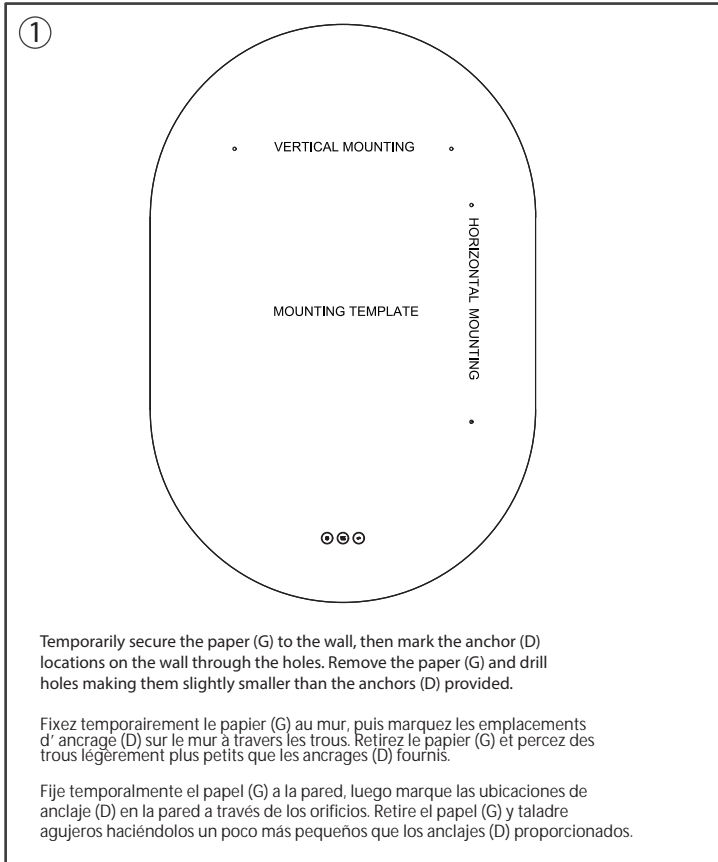 1
VERTICAL MOUNTING
HORIZONTAL MOUNTING
MOUNTING TEMPLATE
Temporarily secure the paper (G) to the wall, then mark the anchor (D)
locations on the wall through the holes. Remove the paper (G) and drill
holes making them slightly smaller than the anchors (D) provided.
Fixez temporairement le papier (G) au mur, puis marquez les emplacements
d' ancrage (D) sur le mur à travers les trous. Retirez le papier (G) et percez des
trous légèrement plus petits que les ancrages (D) fournis.
Fije temporalmente el papel (G) a la pared, luego marque las ubicaciones de
anclaje (D) en la pared a través de los orificios. Retire el papel (G) y taladre
agujeros haciéndolos un poco más pequeños que los anclajes (D) proporcionados.